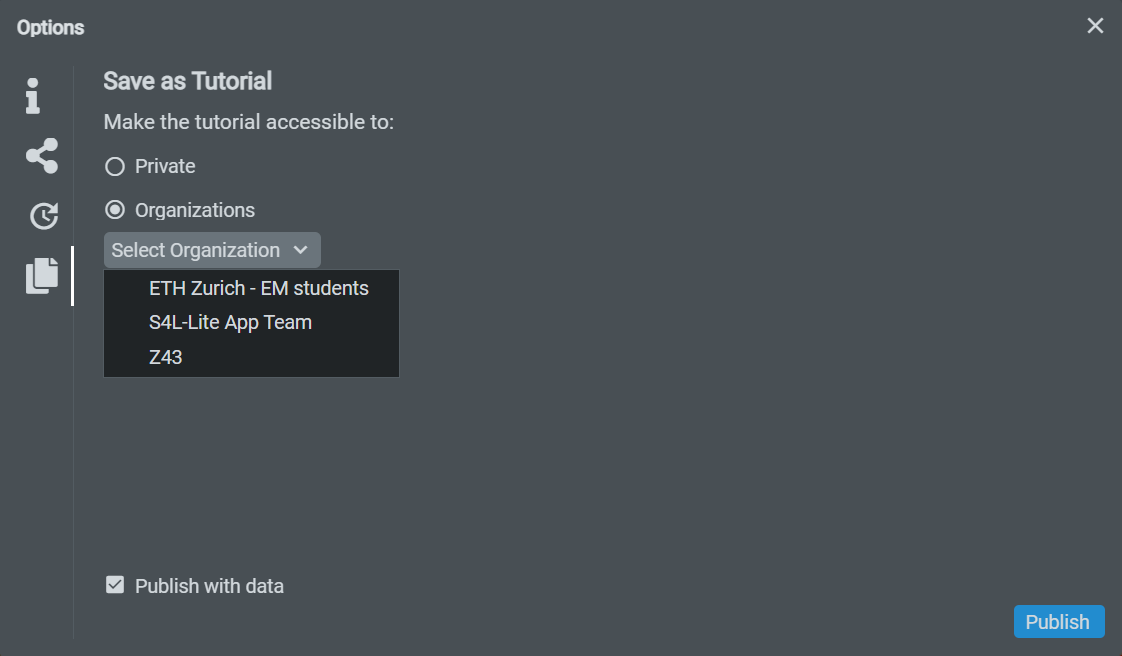 Options
Save as Tutorial
Make the tutorial accessible to:
Private
Organizations
Select Organization
ETH Zurich - EM students
S4L-Lite App Team
Z43
Publish with data
Publish